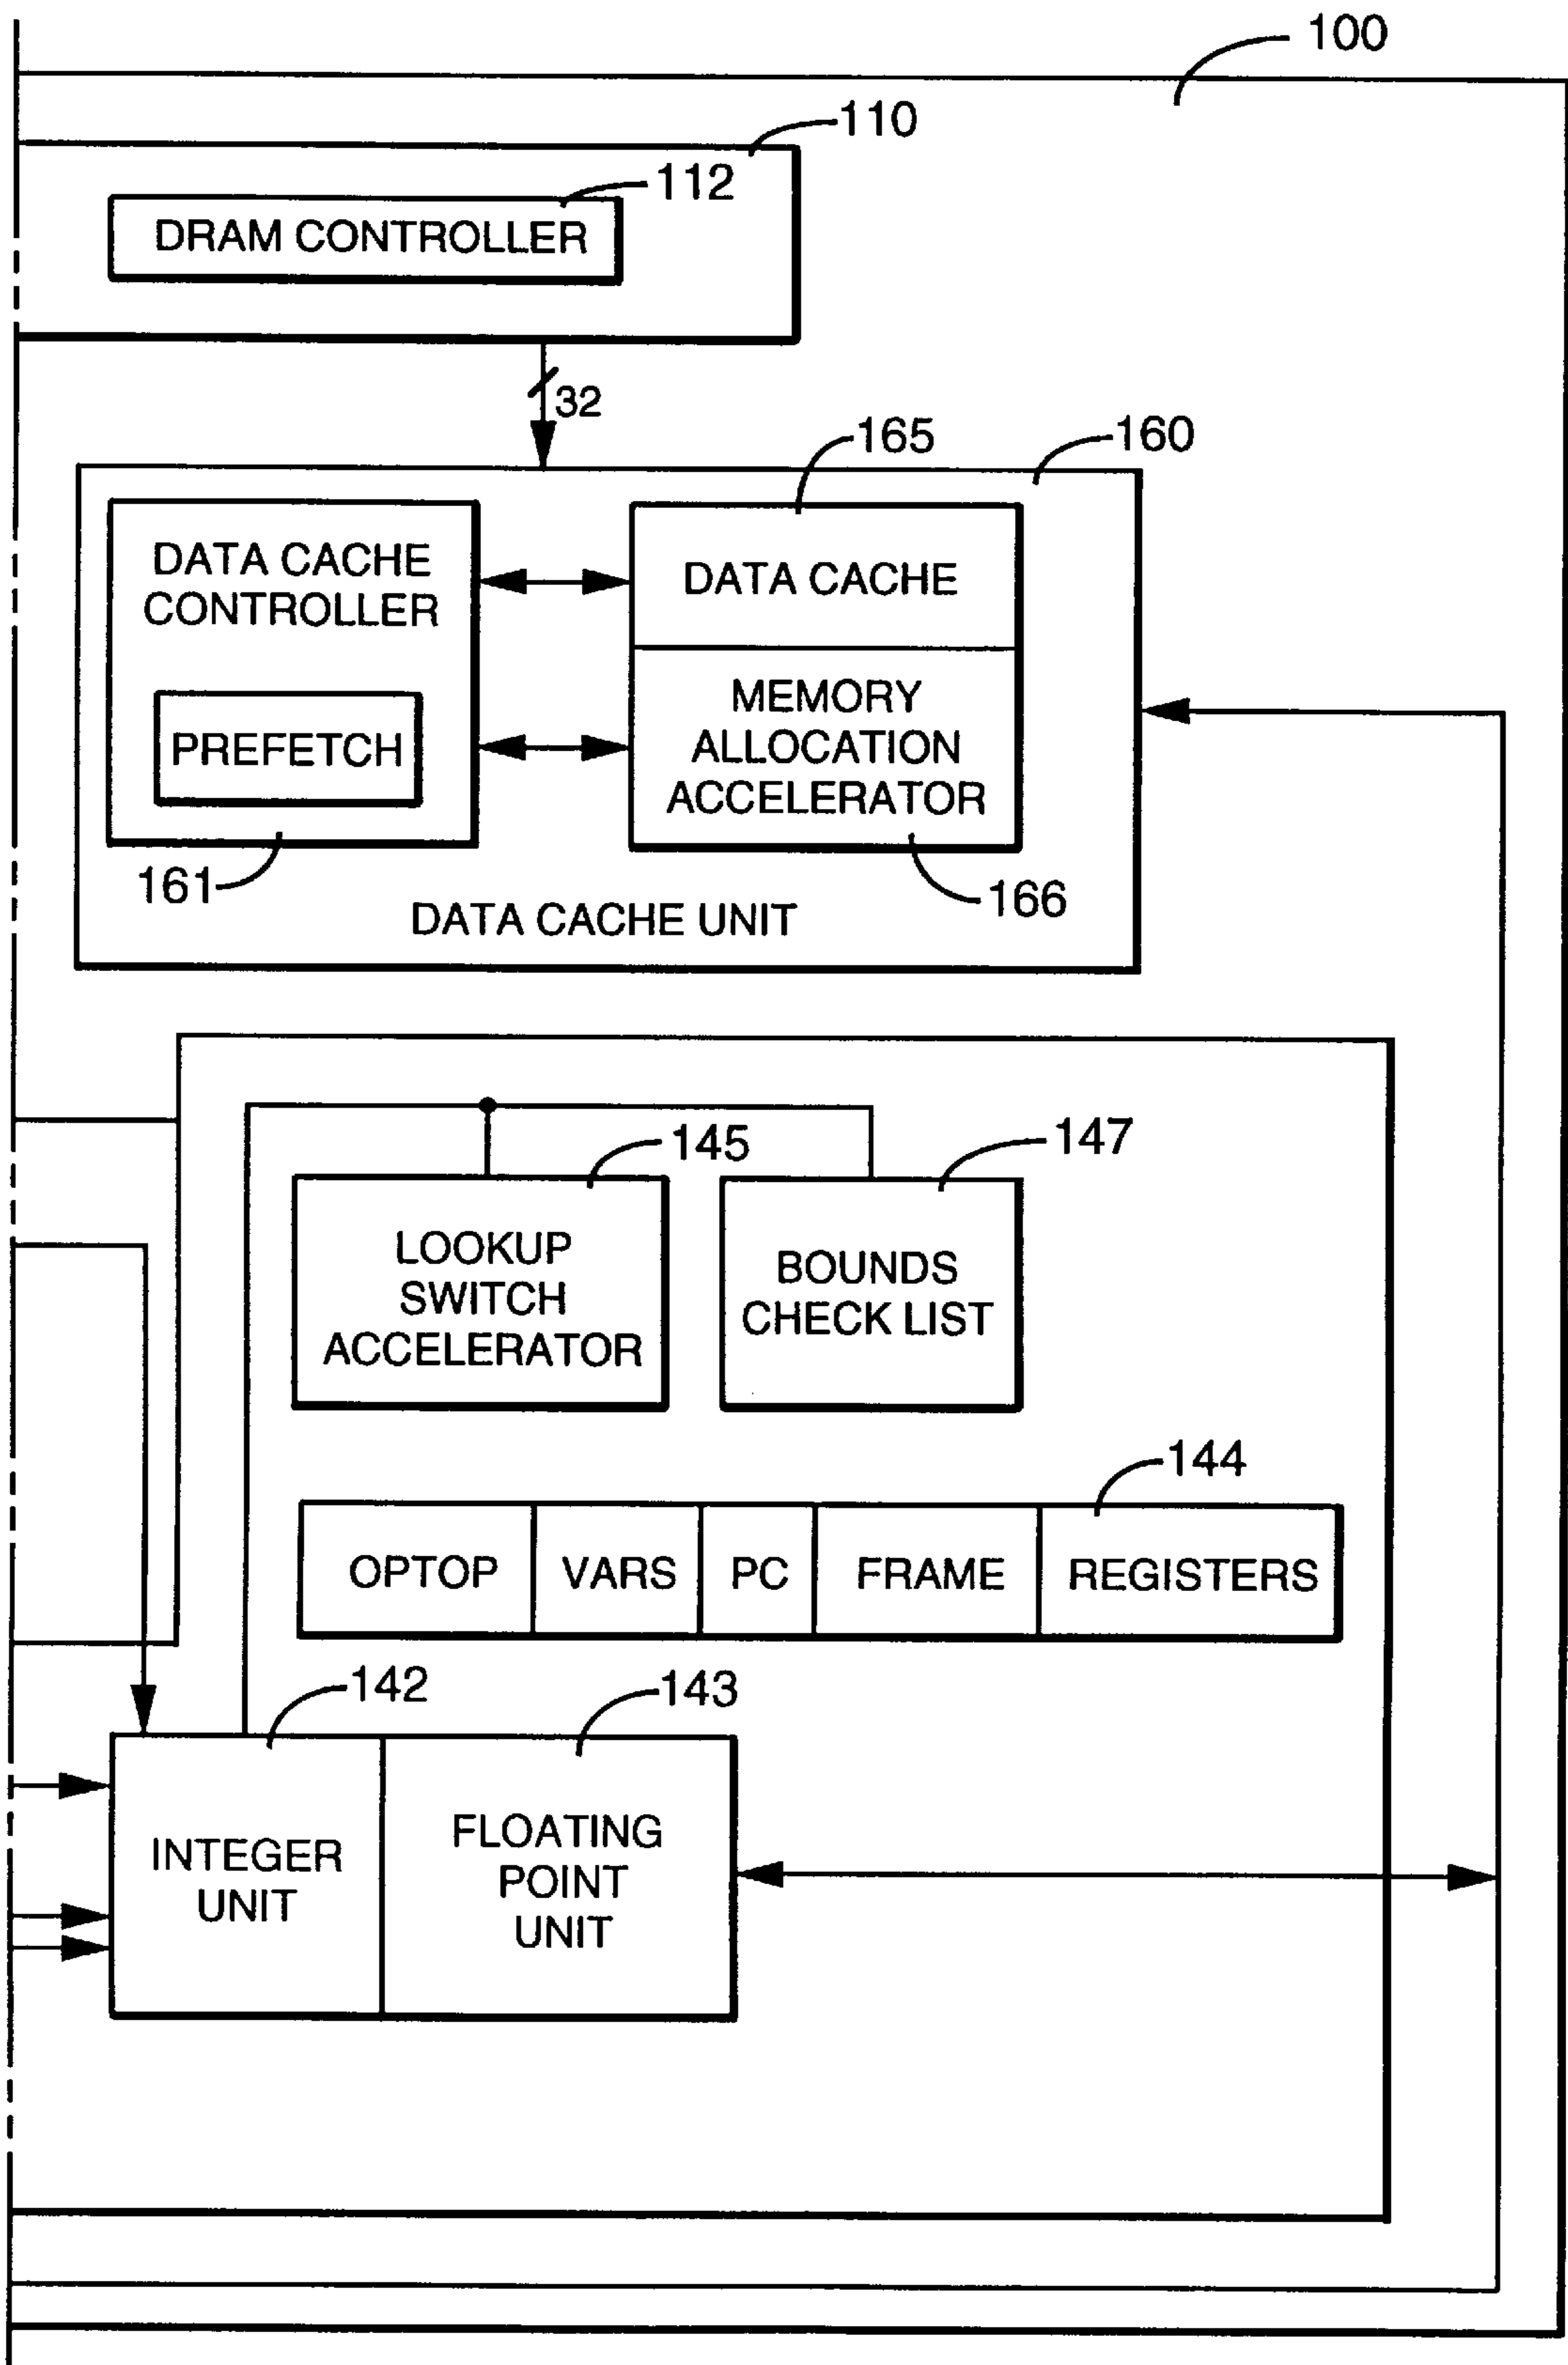 100
110
112
DRAM CONTROLLER
32
165
160
DATA CACHE
CONTROLLER
DATA CACHE
PREFETCH
MEMORY
ALLOCATION
ACCELERATOR
161
166
DATA CACHE UNIT
145
147
LOOKUP
SWITCH
ACCELERATOR
BOUNDS
CHECK LIST
144
OPTOP VARS PC FRAME REGISTERS
142
143
INTEGER
UNIT
FLOATING
POINT
UNIT